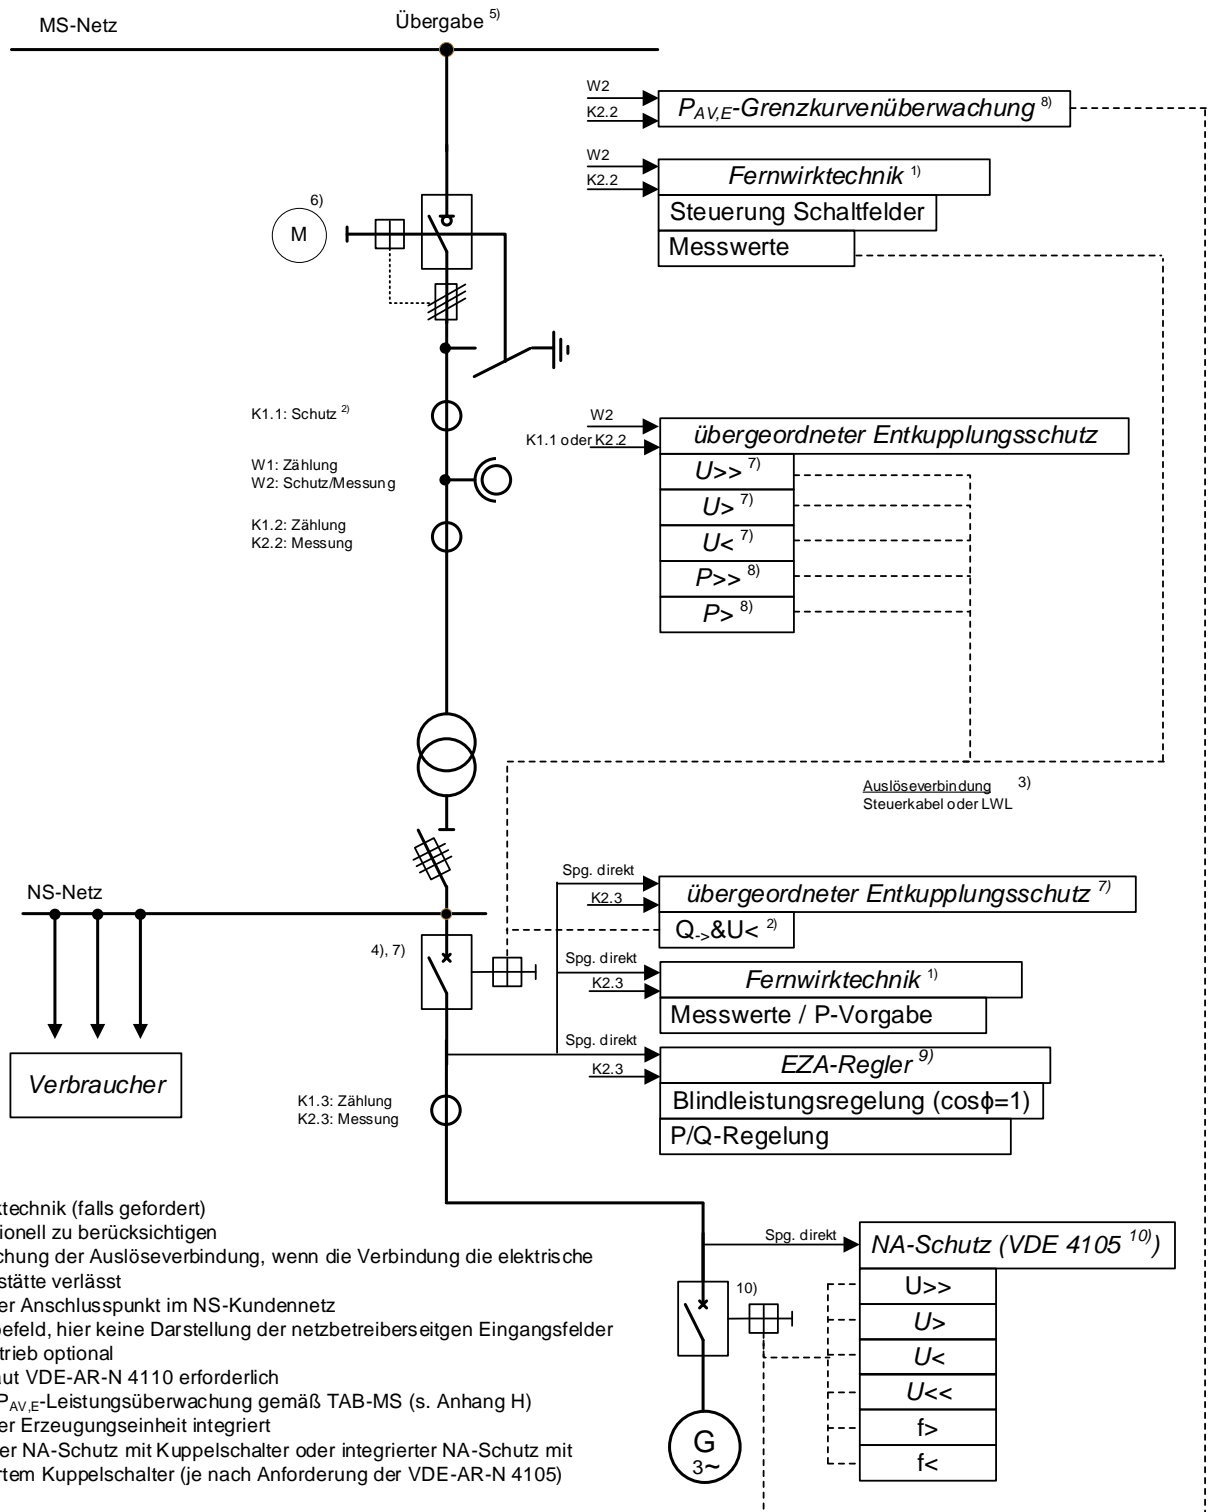 MS-Netz
Übergabe 5)
W2
K2.2
PAV,E-Grenzkurvenüberwachung 8)
W2
K2.2
Fernwirktechnik 1)
Steuerung Schaltfelder
Messwerte
6)
M
K1.1: Schutz 2)
W1: Zählung
W2: Schutz/Messung
K1.2: Zählung
K2.2: Messung
W2
K1.1 oder K2.2
übergeordneter Entkupplungsschutz
U>> 7)
U> 7)
U< 7)
P>> 8)
P> 8)
Auslöseverbindung 3)
Steuerkabel oder LWL
NS-Netz
Spg. direkt
K2.3
übergeordneter Entkupplungsschutz 7)
Q->&U< 2)
4), 7)
Spg. direkt
K2.3
Fernwirktechnik 1)
Messwerte / P-Vorgabe
Spg. direkt
K2.3
EZA-Regler 9)
Blindleistungsregelung (cosϕ=1)
P/Q-Regelung
Verbraucher
K1.3: Zählung
K2.3: Messung
ktechnik (falls gefordert)
ionell zu berücksichtigen
chung der Auslöseverbindung, wenn die Verbindung die elektrische
stätte verlässt
er Anschlusspunkt im NS-Kundennetz
befeld, hier keine Darstellung der netzbetreiberseitgen Eingangsfelder
trieb optional
aut VDE-AR-N 4110 erforderlich
PAV,E-Leistungsüberwachung gemäß TAB-MS (s. Anhang H)
er Erzeugungseinheit integriert
er NA-Schutz mit Kuppelschalter oder integrierter NA-Schutz mit
rtem Kuppelschalter (je nach Anforderung der VDE-AR-N 4105)
Spg. direkt
NA-Schutz (VDE 4105 10))
U>>
U>
U<
U<<
f>
f<
10)
G
3~